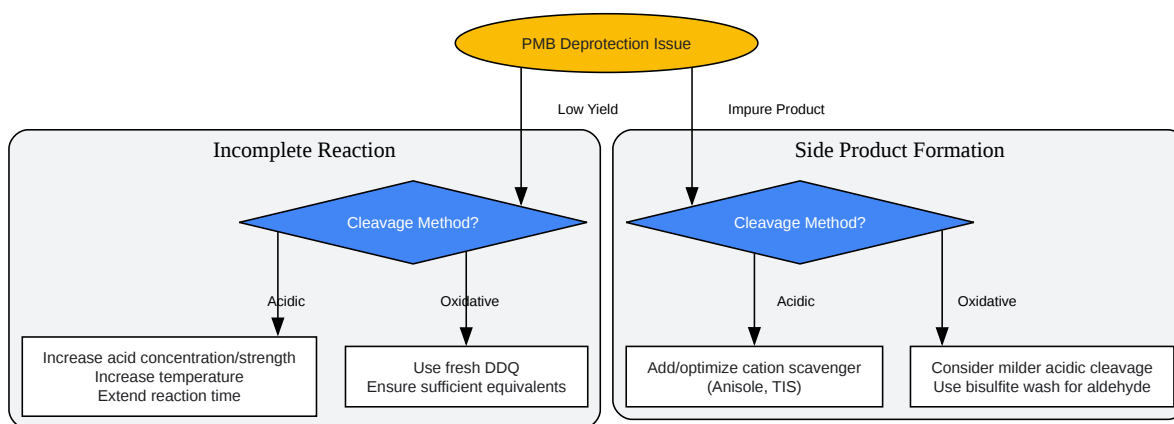 PMB Deprotection Issue
Low Yield
Impure Product
Incomplete Reaction
Side Product Formation
Cleavage Method?
Cleavage Method?
Acidic
Oxidative
Acidic
Oxidative
Increase acid concentration/strength
Increase temperature
Extend reaction time
Use fresh DDQ
Ensure sufficient equivalents
Add/optimize cation scavenger
(Anisole, TIS)
Consider milder acidic cleavage
Use bisulfite wash for aldehyde